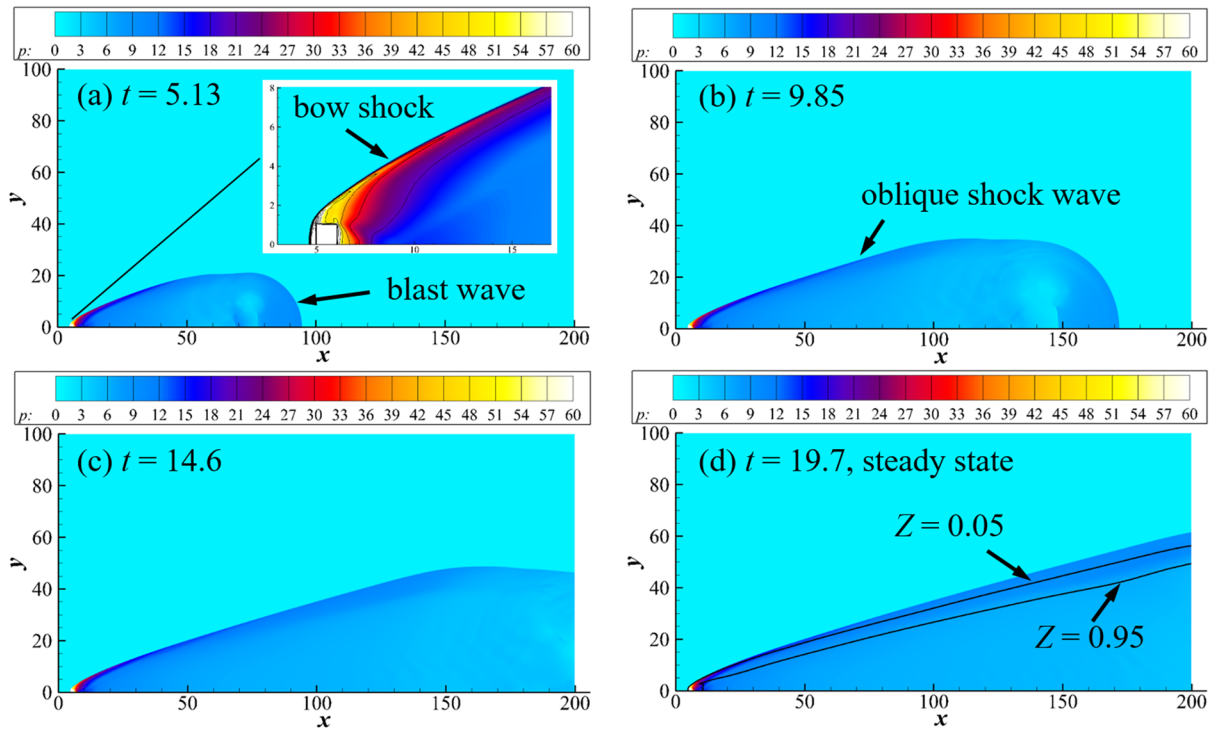 p: 0 3 6 9 12 15 18 21 24 27 30 33 36 39 42 45 48 51 54 57 60
(a) t = 5.13
bow shock
8
6
4
2
0
5 10 15
blast wave
100
80
60
40
20
0
y
0 50 100 150 200
x
p: 0 3 6 9 12 15 18 21 24 27 30 33 36 39 42 45 48 51 54 57 60
(b) t = 9.85
oblique shock wave
100
80
60
40
20
0
y
0 50 100 150 200
x
p: 0 3 6 9 12 15 18 21 24 27 30 33 36 39 42 45 48 51 54 57 60
(c) t = 14.6
100
80
60
40
20
0
y
0 50 100 150 200
x
p: 0 3 6 9 12 15 18 21 24 27 30 33 36 39 42 45 48 51 54 57 60
(d) t = 19.7, steady state
Z = 0.05
Z = 0.95
100
80
60
40
20
0
y
0 50 100 150 200
x